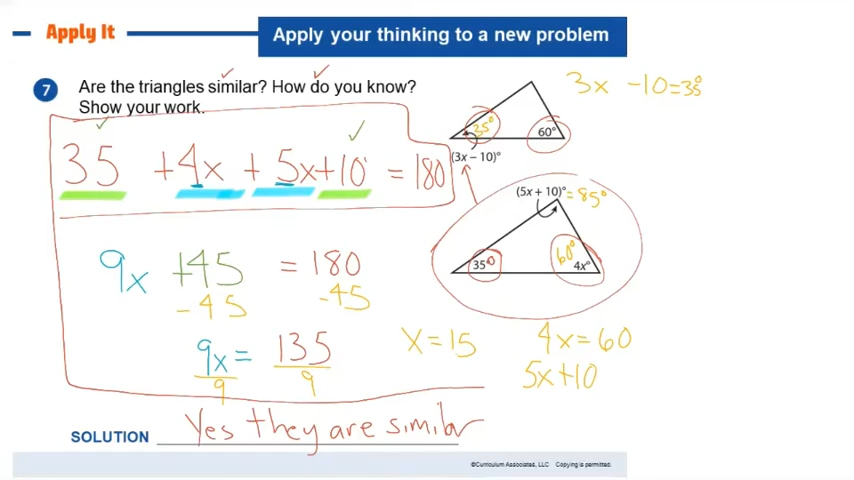 Apply It
Apply your thinking to a new problem
7 Are the triangles similar? How do you know?
Show your work.
3x - 10 = 35°
35°
60°
(3x – 10)°
35 + 4x + 5x + 10 = 180
(5x + 10)° = 85°
60°
35°
4x°
9x + 45 = 180
- 45 - 45
9x = 135
9 9
x = 15
4x = 60
5x + 10
SOLUTION Yes they are similar
©Curriculum Associates, LLC Copying is permitted.